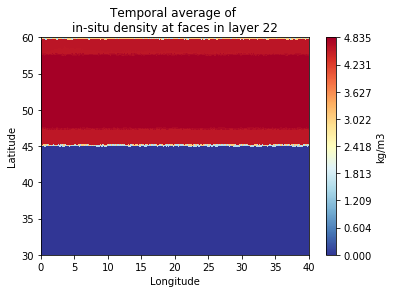 Temporal average of
in-situ density at faces in layer 22
60
55
50
45
40
35
30
Latitude
0 5 10 15 20 25 30 35 40
Longitude
4.835
4.231
3.627
3.022
2.418
1.813
1.209
0.604
0.000
kg/m3